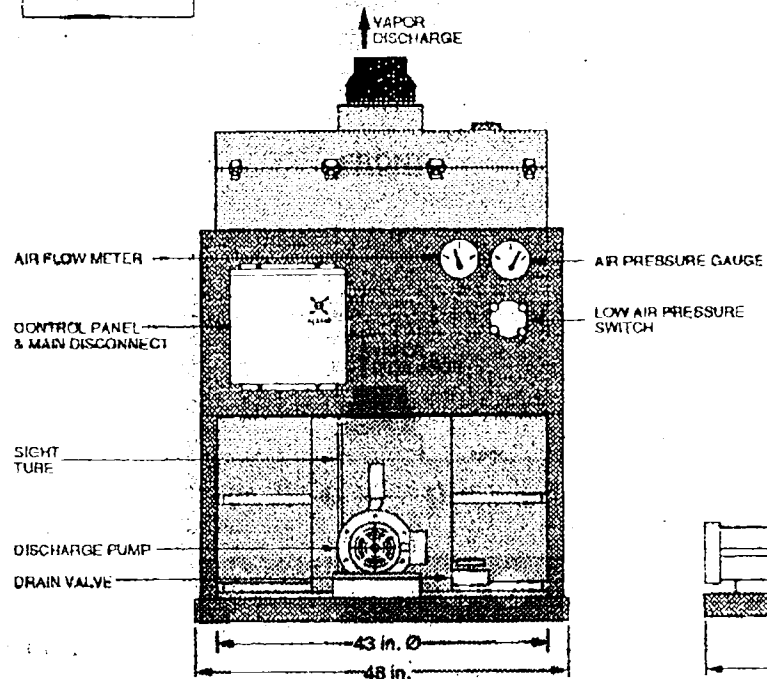 VAPOR
DISCHARGE
AIR FLOW METER
AIR PRESSURE GAUGE
CONTROL PANEL
& MAIN DISCONNECT
LOW AIR PRESSURE
SWITCH
SIGHT
TUBE
DISCHARGE PUMP
DRAIN VALVE
43 in. Ø
48 in.